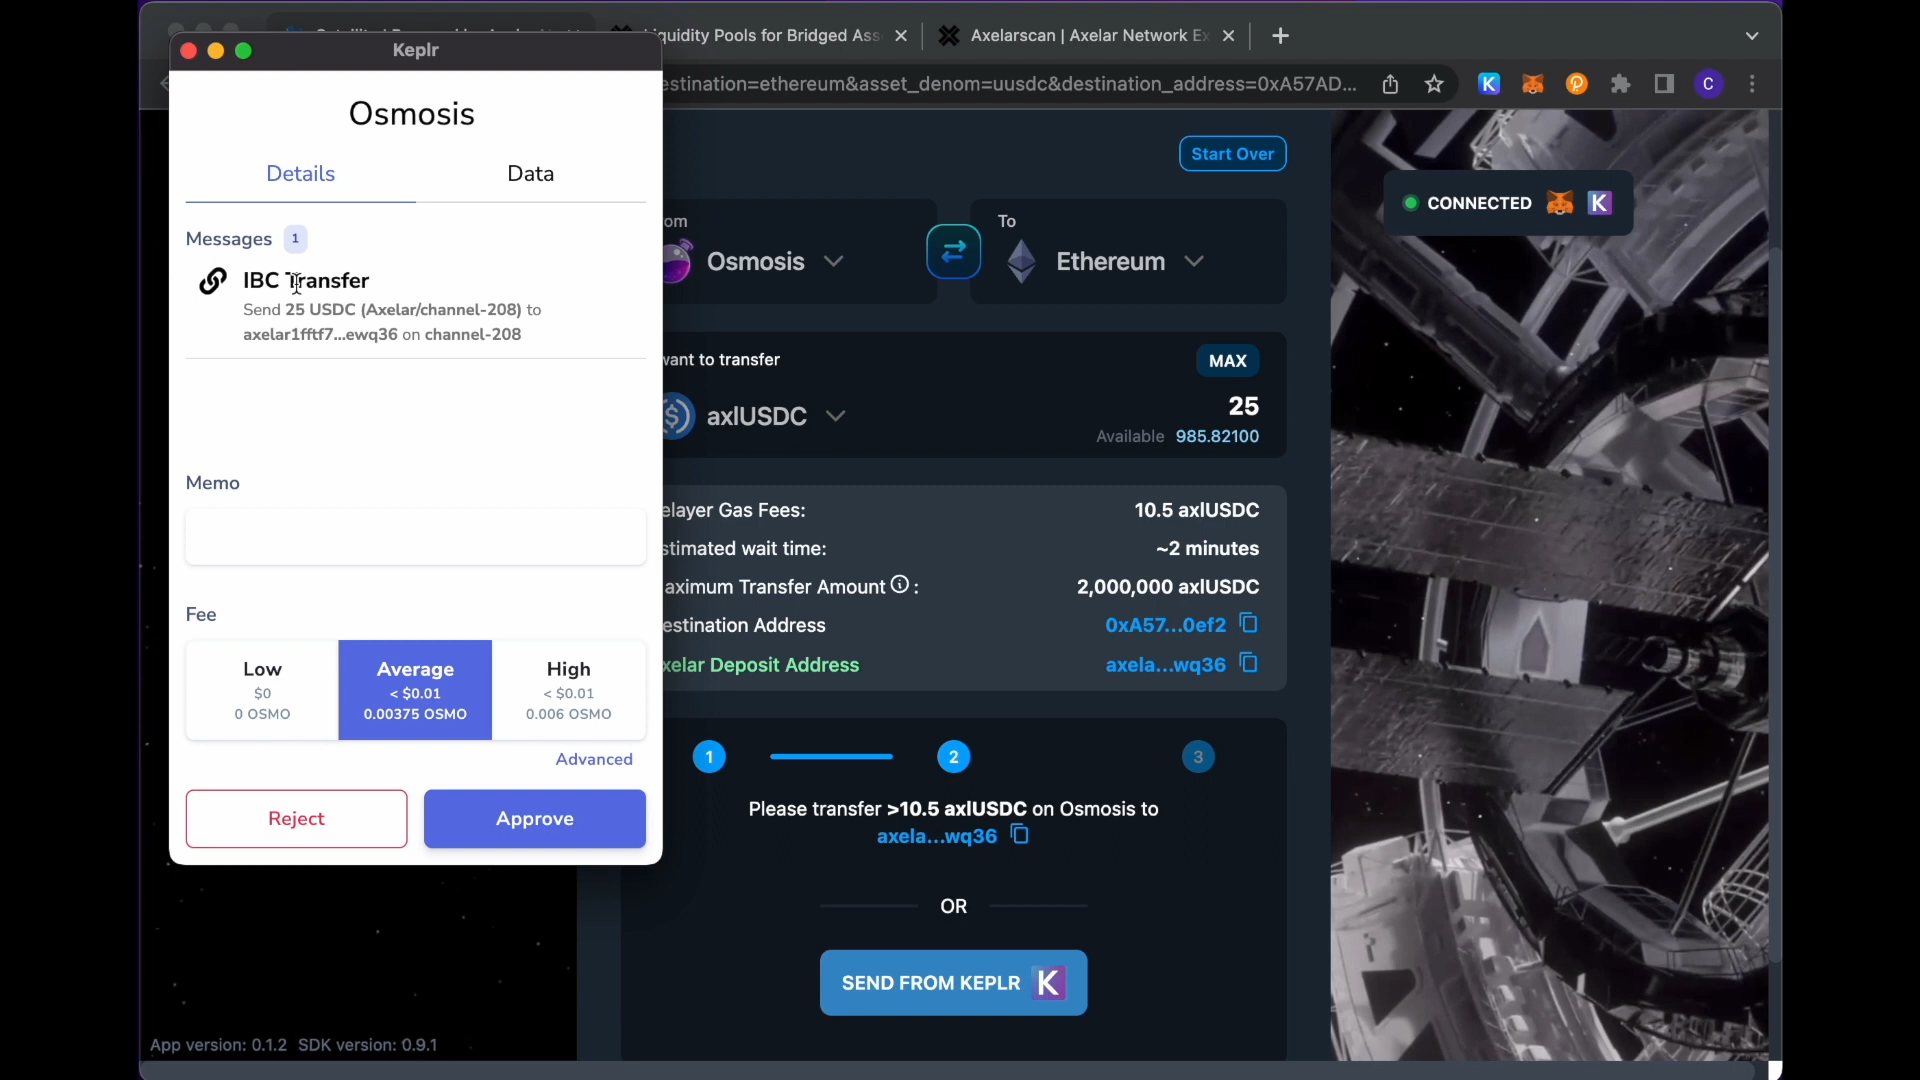 Keplr
quidity Pools for Bridged Ass
Axelarscan | Axelar Network Ex
estination=ethereum&asset_denom=uusdc&destination_address=0xA57AD...
K
C
Osmosis
Details
Data
Messages 1
IBC Transfer
Send 25 USDC (Axelar/channel-208) to
axelar1fftf7...ewq36 on channel-208
Memo
Fee
Low
$0
0 OSMO
Average
< $0.01
0.00375 OSMO
High
< $0.01
0.006 OSMO
Advanced
Reject
Approve
Start Over
om
Osmosis
To
Ethereum
CONNECTED K
want to transfer
MAX
axlUSDC
25
Available 985.82100
elayer Gas Fees: 10.5 axlUSDC
stimated wait time: ~2 minutes
aximum Transfer Amount : 2,000,000 axlUSDC
estination Address 0xA57...0ef2
xelar Deposit Address axela...wq36
1 2 3
Please transfer >10.5 axlUSDC on Osmosis to
axela...wq36
OR
SEND FROM KEPLR K
App version: 0.1.2 SDK version: 0.9.1